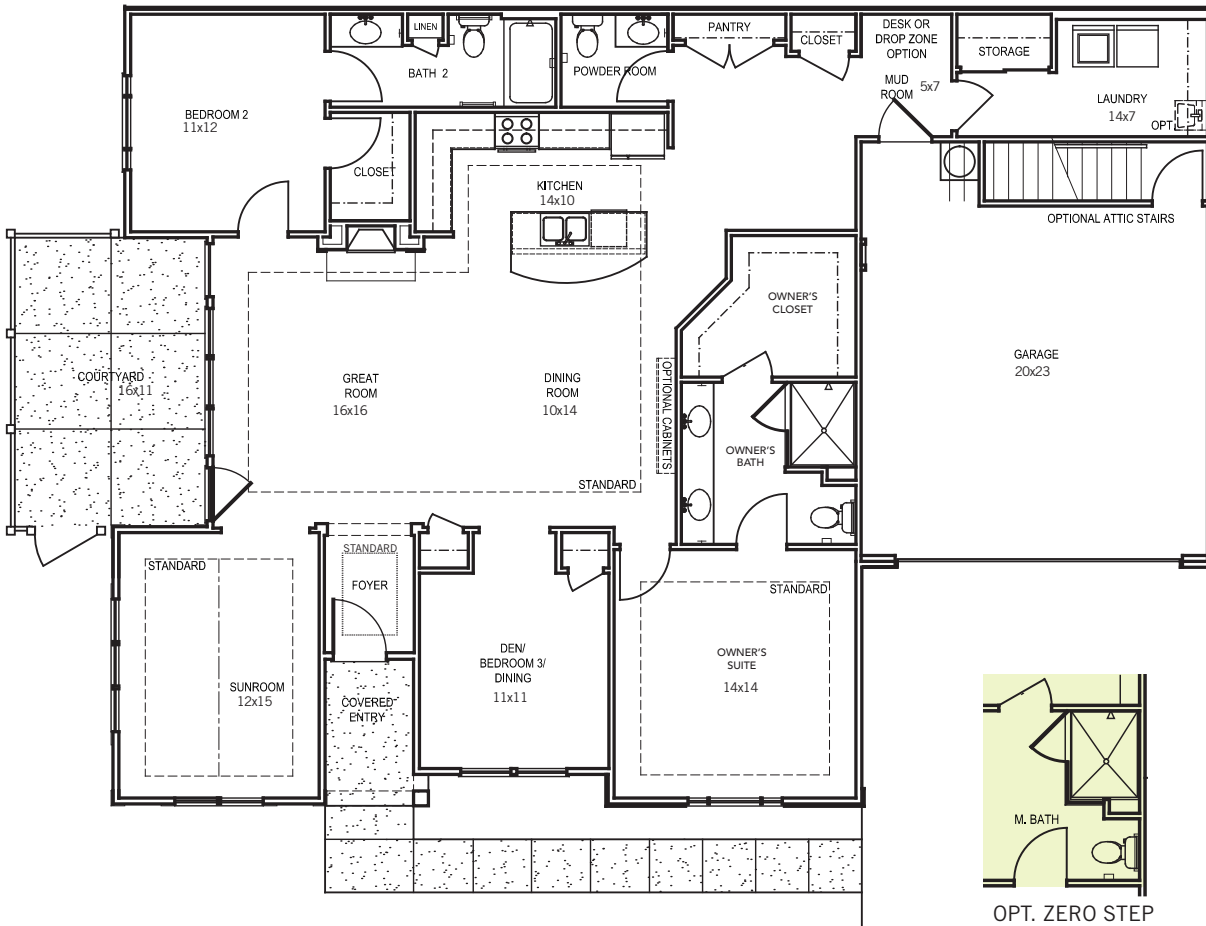 LINEN
PANTRY
CLOSET
DESK OR
DROP ZONE
OPTION
STORAGE
BATH 2
POWDER ROOM
MUD
ROOM
5x7
LAUNDRY
14x7
OPT.
BEDROOM 2
11x12
CLOSET
KITCHEN
14x10
OPTIONAL ATTIC STAIRS
OWNER'S
CLOSET
COURTYARD
16x11
GREAT
ROOM
16x16
DINING
ROOM
10x14
OPTIONAL CABINETS
GARAGE
20x23
OWNER'S
BATH
STANDARD
STANDARD
STANDARD
FOYER
STANDARD
SUNROOM
12x15
COVERED
ENTRY
DEN/
BEDROOM 3/
DINING
11x11
OWNER'S
SUITE
14x14
M. BATH
OPT. ZERO STEP